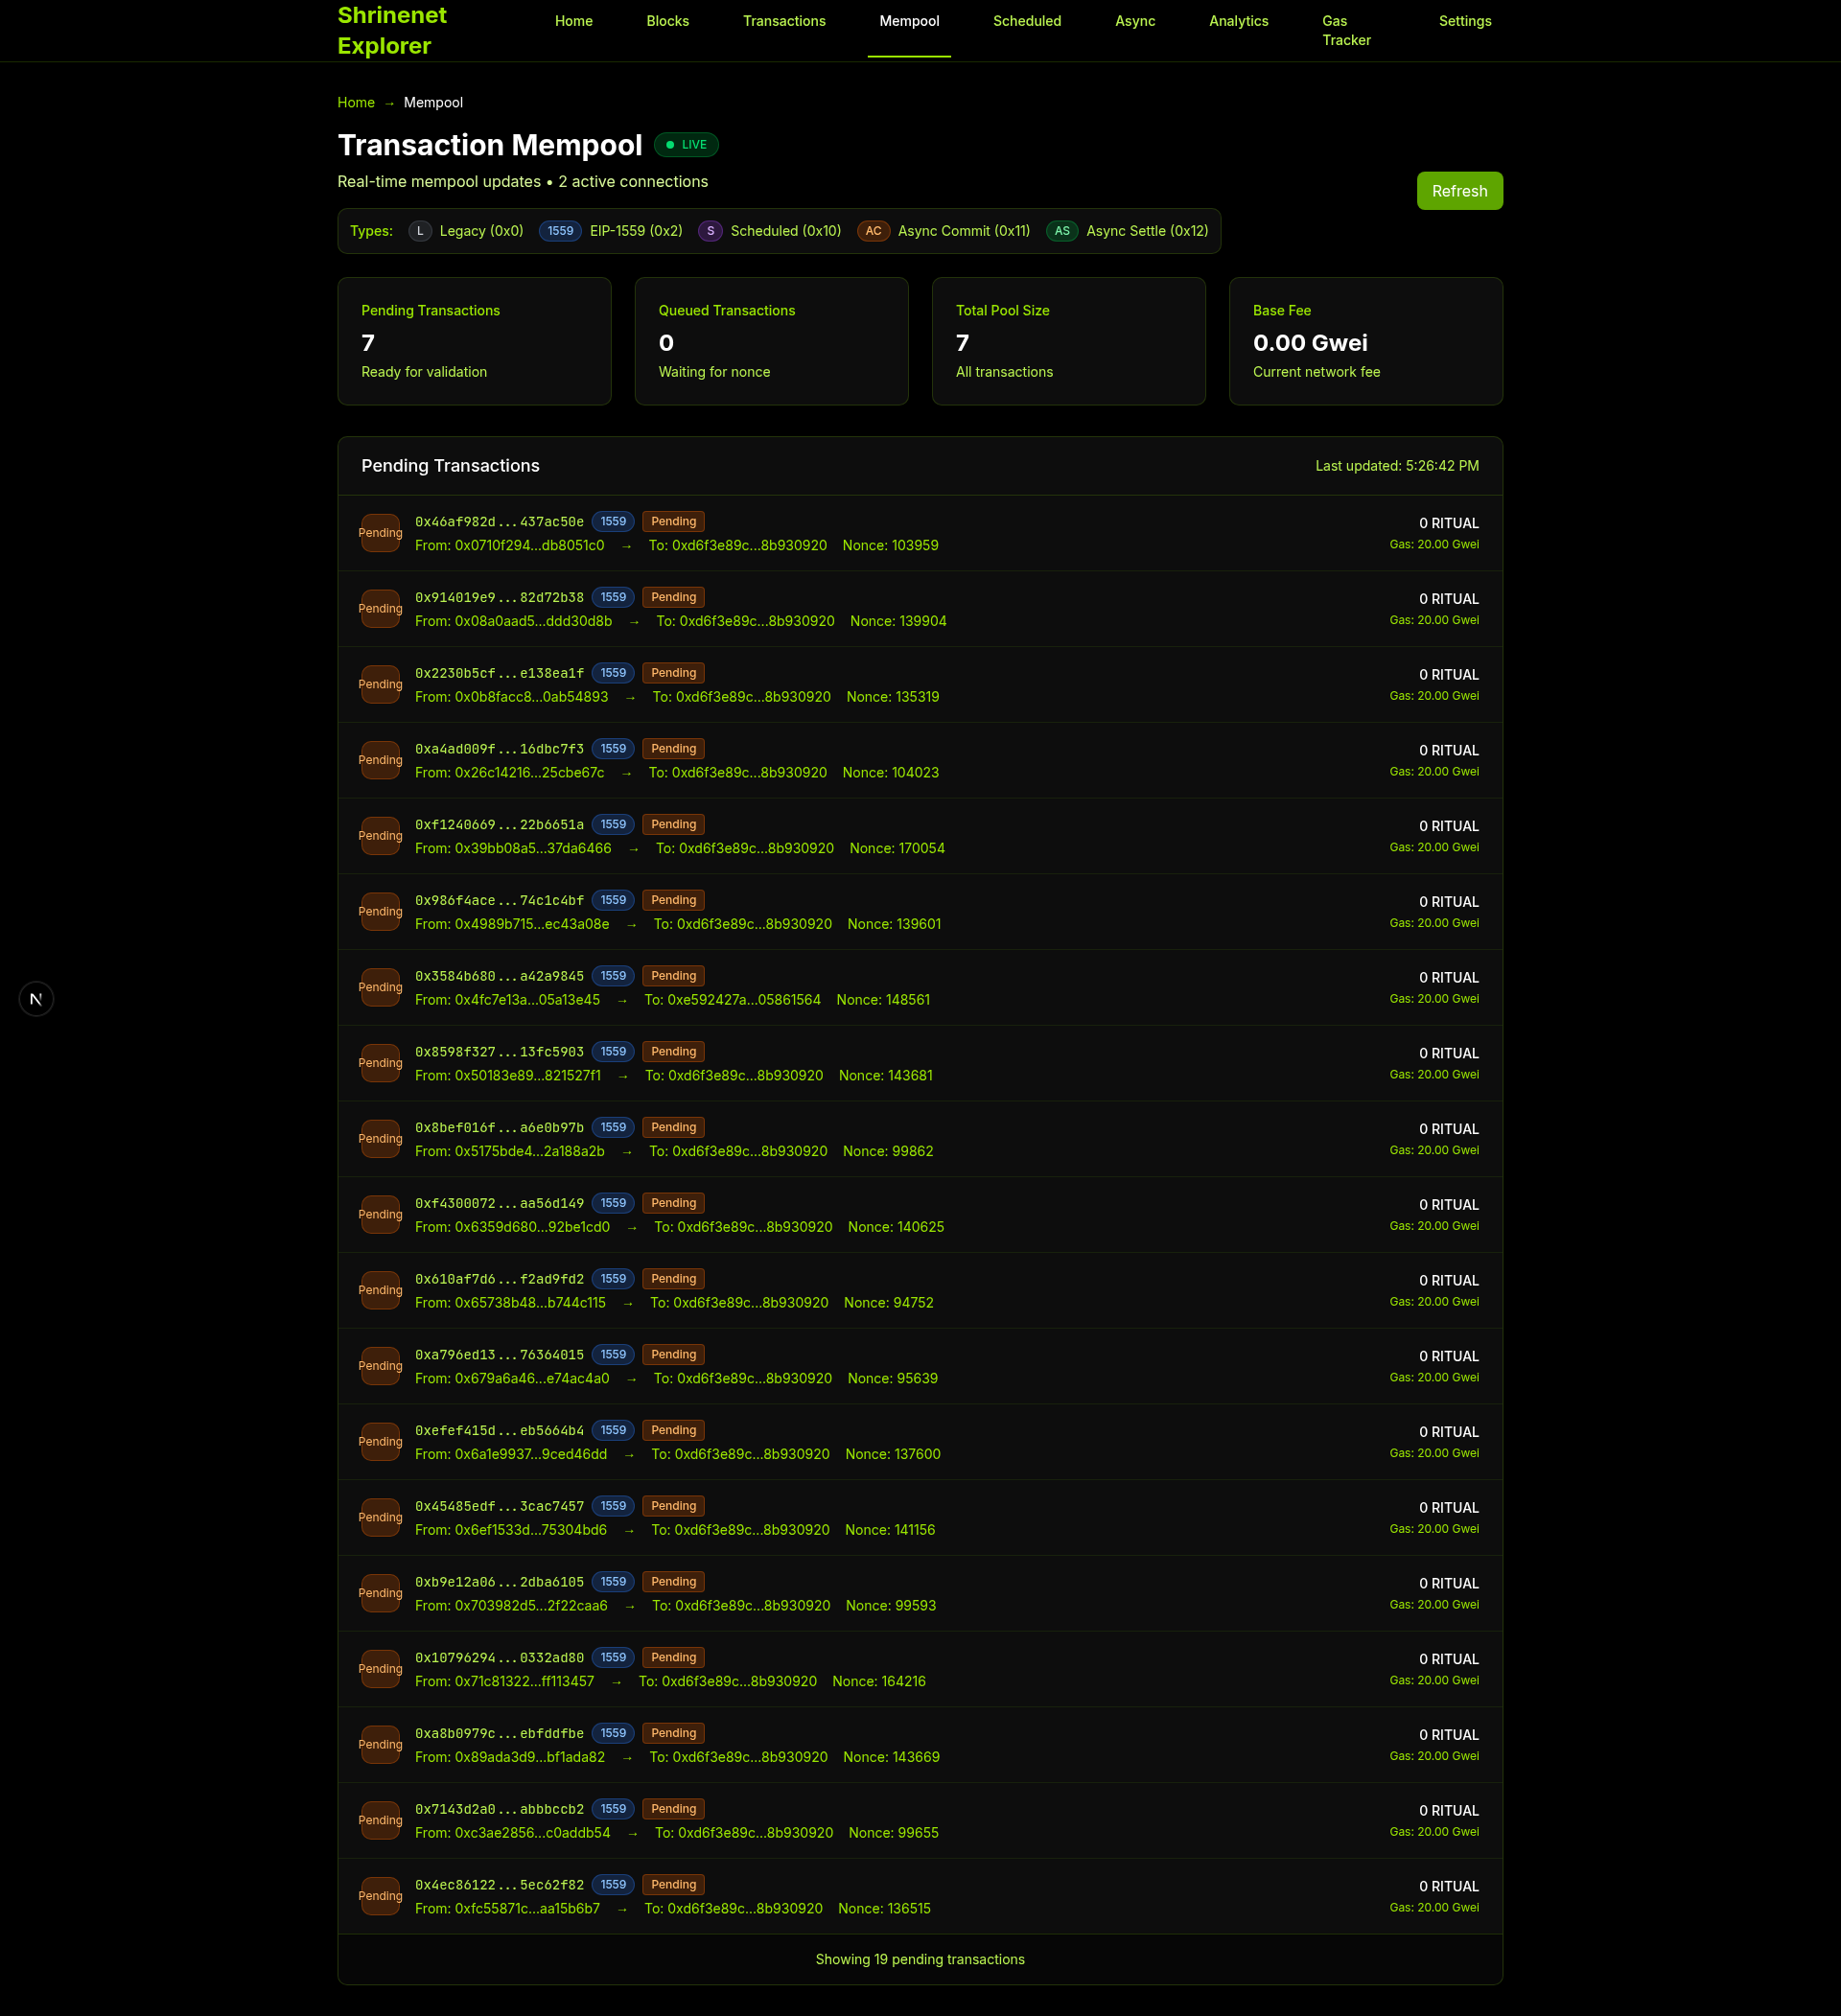 Shrinenet Explorer
Home Blocks Transactions Mempool Scheduled Async Analytics Gas Tracker Settings
Home → Mempool
Transaction Mempool LIVE
Real-time mempool updates • 2 active connections
Refresh
Types: L Legacy (0x0) 1559 EIP-1559 (0x2) S Scheduled (0x10) AC Async Commit (0x11) AS Async Settle (0x12)
Pending Transactions
7
Ready for validation
Queued Transactions
0
Waiting for nonce
Total Pool Size
7
All transactions
Base Fee
0.00 Gwei
Current network fee
Pending Transactions Last updated: 5:26:42 PM
Pending 0x46af982d...437ac50e 1559 Pending 0 RITUAL
From: 0x0710f294...db8051c0 → To: 0xd6f3e89c...8b930920 Nonce: 103959 Gas: 20.00 Gwei
Pending 0x914019e9...82d72b38 1559 Pending 0 RITUAL
From: 0x08a0aad5...ddd30d8b → To: 0xd6f3e89c...8b930920 Nonce: 139904 Gas: 20.00 Gwei
Pending 0x2230b5cf...e138ea1f 1559 Pending 0 RITUAL
From: 0x0b8facc8...0ab54893 → To: 0xd6f3e89c...8b930920 Nonce: 135319 Gas: 20.00 Gwei
Pending 0xa4ad009f...16dbc7f3 1559 Pending 0 RITUAL
From: 0x26c14216...25cbe67c → To: 0xd6f3e89c...8b930920 Nonce: 104023 Gas: 20.00 Gwei
Pending 0xf1240669...22b6651a 1559 Pending 0 RITUAL
From: 0x39bb08a5...37da6466 → To: 0xd6f3e89c...8b930920 Nonce: 170054 Gas: 20.00 Gwei
Pending 0x986f4ace...74c1c4bf 1559 Pending 0 RITUAL
From: 0x4989b715...ec43a08e → To: 0xd6f3e89c...8b930920 Nonce: 139601 Gas: 20.00 Gwei
Pending 0x3584b680...a42a9845 1559 Pending 0 RITUAL
From: 0x4fc7e13a...05a13e45 → To: 0xe592427a...05861564 Nonce: 148561 Gas: 20.00 Gwei
Pending 0x8598f327...13fc5903 1559 Pending 0 RITUAL
From: 0x50183e89...821527f1 → To: 0xd6f3e89c...8b930920 Nonce: 143681 Gas: 20.00 Gwei
Pending 0x8bef016f...a6e0b97b 1559 Pending 0 RITUAL
From: 0x5175bde4...2a188a2b → To: 0xd6f3e89c...8b930920 Nonce: 99862 Gas: 20.00 Gwei
Pending 0xf4300072...aa56d149 1559 Pending 0 RITUAL
From: 0x6359d680...92be1cd0 → To: 0xd6f3e89c...8b930920 Nonce: 140625 Gas: 20.00 Gwei
Pending 0x610af7d6...f2ad9fd2 1559 Pending 0 RITUAL
From: 0x65738b48...b744c115 → To: 0xd6f3e89c...8b930920 Nonce: 94752 Gas: 20.00 Gwei
Pending 0xa796ed13...76364015 1559 Pending 0 RITUAL
From: 0x679a6a46...e74ac4a0 → To: 0xd6f3e89c...8b930920 Nonce: 95639 Gas: 20.00 Gwei
Pending 0xefef415d...eb5664b4 1559 Pending 0 RITUAL
From: 0x6a1e9937...9ced46dd → To: 0xd6f3e89c...8b930920 Nonce: 137600 Gas: 20.00 Gwei
Pending 0x45485edf...3cac7457 1559 Pending 0 RITUAL
From: 0x6ef1533d...75304bd6 → To: 0xd6f3e89c...8b930920 Nonce: 141156 Gas: 20.00 Gwei
Pending 0xb9e12a06...2dba6105 1559 Pending 0 RITUAL
From: 0x703982d5...2f22caa6 → To: 0xd6f3e89c...8b930920 Nonce: 99593 Gas: 20.00 Gwei
Pending 0x10796294...0332ad80 1559 Pending 0 RITUAL
From: 0x71c81322...ff113457 → To: 0xd6f3e89c...8b930920 Nonce: 164216 Gas: 20.00 Gwei
Pending 0xa8b0979c...ebfddfbe 1559 Pending 0 RITUAL
From: 0x89ada3d9...bf1ada82 → To: 0xd6f3e89c...8b930920 Nonce: 143669 Gas: 20.00 Gwei
Pending 0x7143d2a0...abbbccb2 1559 Pending 0 RITUAL
From: 0xc3ae2856...c0addb54 → To: 0xd6f3e89c...8b930920 Nonce: 99655 Gas: 20.00 Gwei
Pending 0x4ec86122...5ec62f82 1559 Pending 0 RITUAL
From: 0xfc55871c...aa15b6b7 → To: 0xd6f3e89c...8b930920 Nonce: 136515 Gas: 20.00 Gwei
Showing 19 pending transactions
N